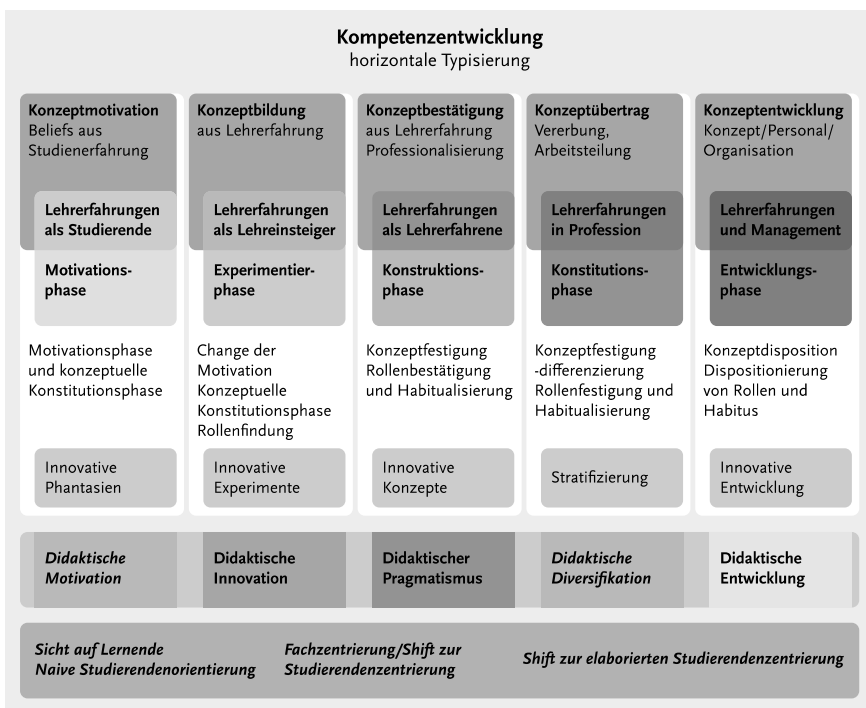 Kompetenzentwicklung
horizontale Typisierung
Konzeptmotivation
Beliefs aus
Studienerfahrung
Lehrerfahrungen
als Studierende
Motivations-
phase
Motivationsphase
und konzeptuelle
Konstitutionsphase
Innovative
Phantasien
Konzeptbildung
aus Lehrerfahrung
Lehrerfahrungen
als Lehreinsteiger
Experimentier-
phase
Change der
Motivation
Konzeptuelle
Konstitutionsphase
Rollenfindung
Innovative
Experimente
Konzeptbestätigung
aus Lehrerfahrung
Professionalisierung
Lehrerfahrungen
als Lehrerfahrene
Konstruktions-
phase
Konzeptfestigung
Rollenbestätigung
und Habitualisierung
Innovative
Konzepte
Konzeptübertrag
Vererbung,
Arbeitsteilung
Lehrerfahrungen
in Profession
Konstitutions-
phase
Konzeptfestigung
-differenzierung
Rollenfestigung und
Habitualisierung
Stratifizierung
Konzeptentwicklung
Konzept/Personal/
Organisation
Lehrerfahrungen
und Management
Entwicklungs-
phase
Konzeptdisposition
Dispositionierung
von Rollen und
Habitus
Innovative
Entwicklung
Didaktische
Motivation
Didaktische
Innovation
Didaktischer
Pragmatismus
Didaktische
Diversifikation
Didaktische
Entwicklung
Sicht auf Lernende
Naive Studierendenorientierung
Fachzentrierung/Shift zur
Studierendenzentrierung
Shift zur elaborierten Studierendenzentrierung